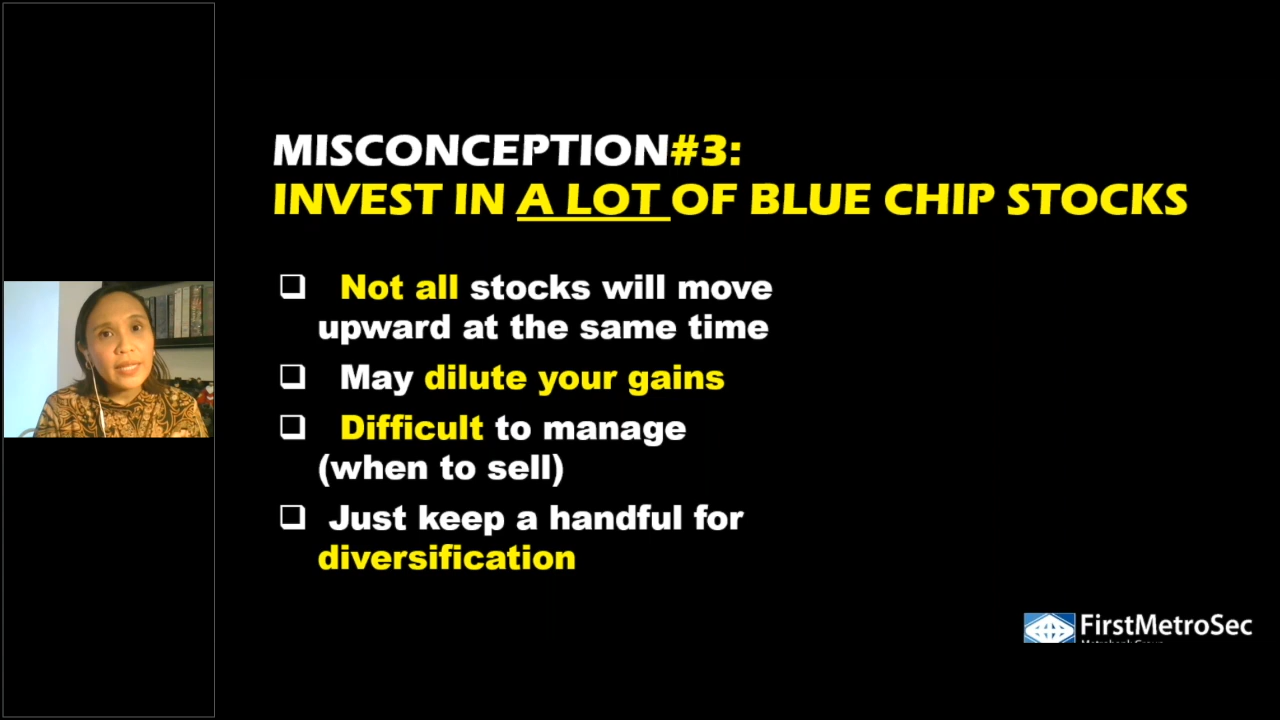 MISCONCEPTION#3:
INVEST IN A LOT OF BLUE CHIP STOCKS
Not all stocks will move
upward at the same time
May dilute your gains
Difficult to manage
(when to sell)
Just keep a handful for
diversification
FirstMetroSec